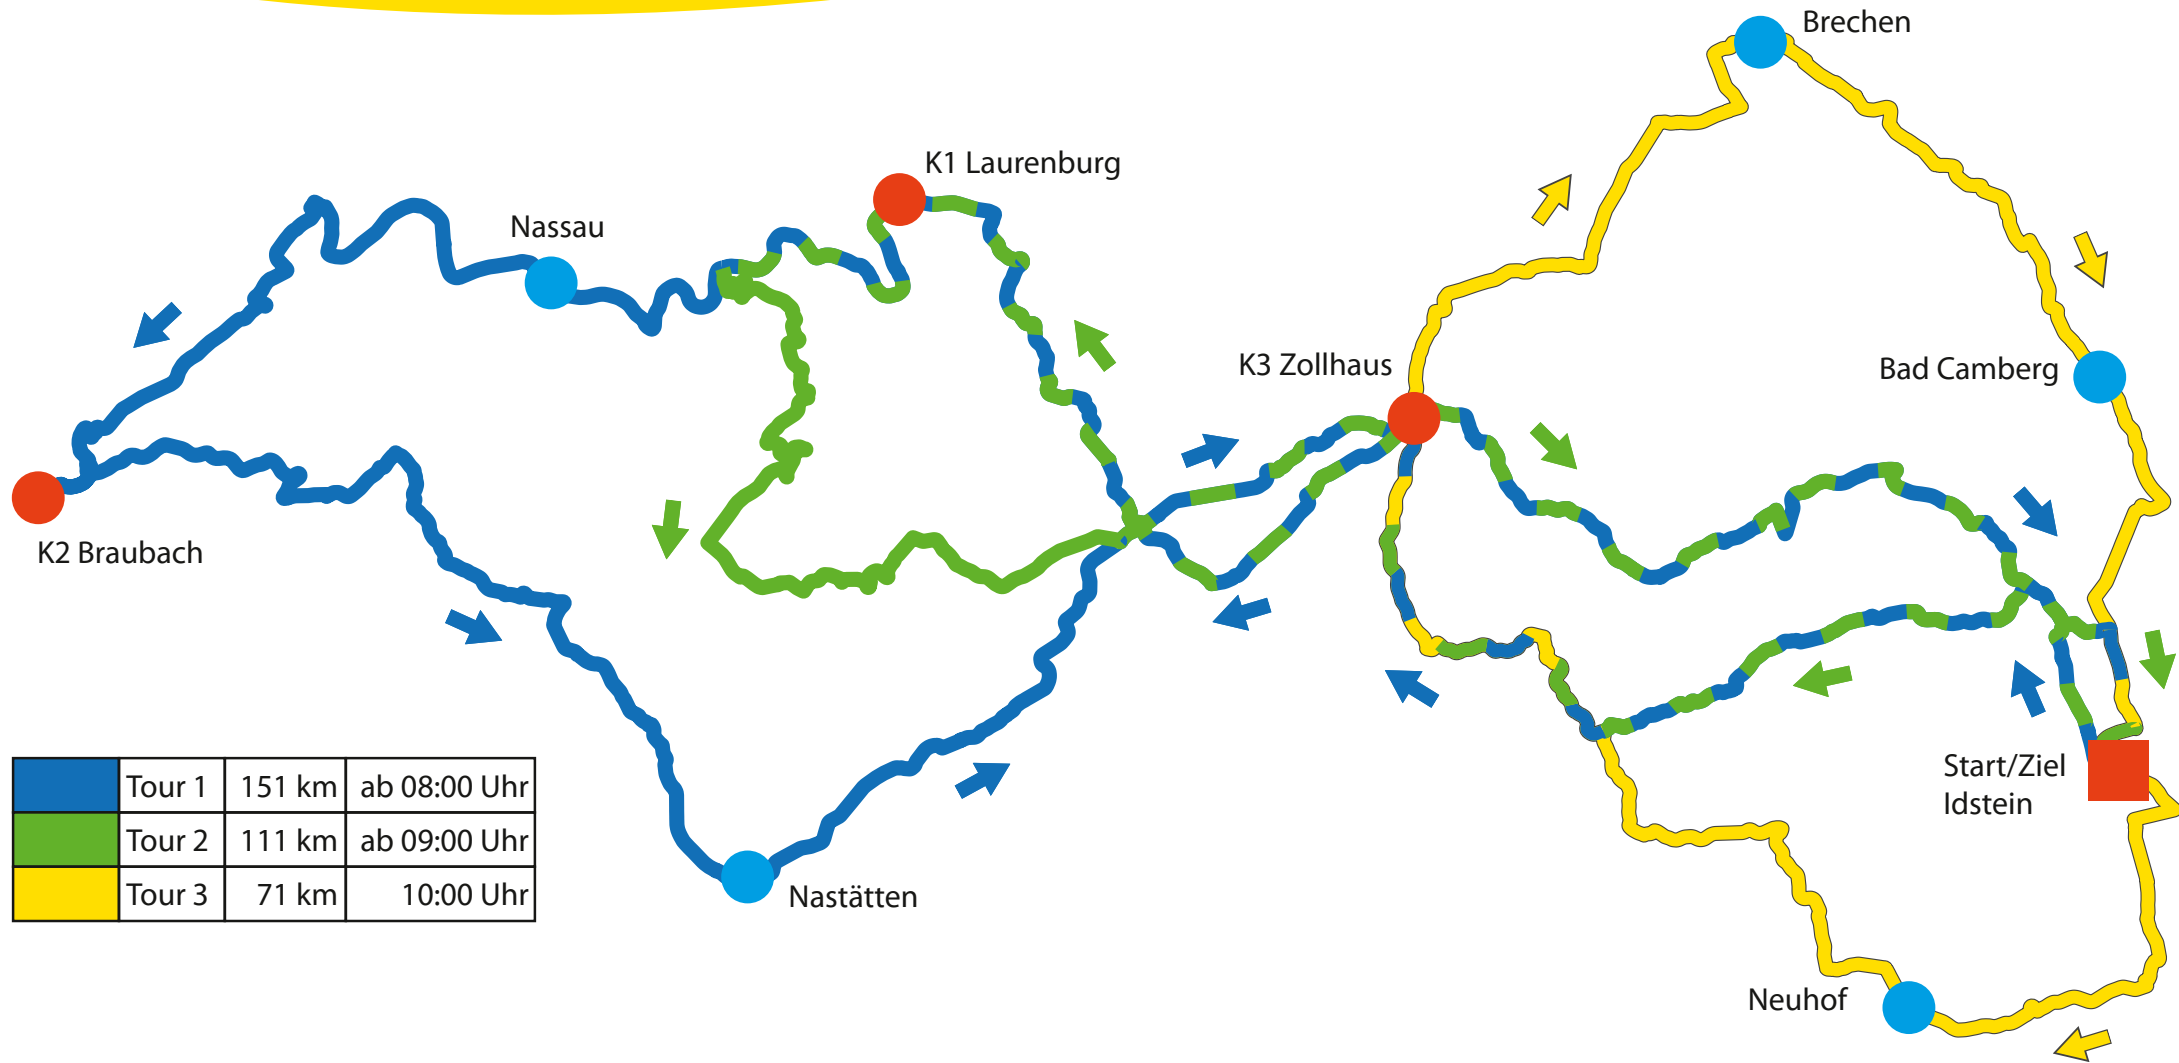 Brechen
K1 Laurenburg
Nassau
K3 Zollhaus
Bad Camberg
K2 Braubach
Start/Ziel
Idstein
Tour 1 151 km ab 08:00 Uhr
Tour 2 111 km ab 09:00 Uhr
Tour 3 71 km 10:00 Uhr
Nastätten
Neuhof